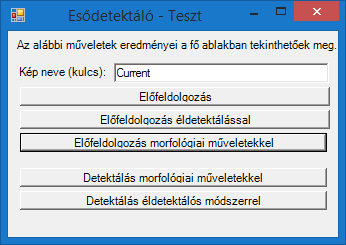 Esődetektáló - Teszt
Az alábbi műveletek eredményei a fő ablakban tekinthetőek meg.
Kép neve (kulcs): Current
Előfeldolgozás
Előfeldolgozás éldetektálással
Előfeldolgozás morfológiai műveletekkel
Detektálás morfológiai műveletekkel
Detektálás éldetektálós módszerrel